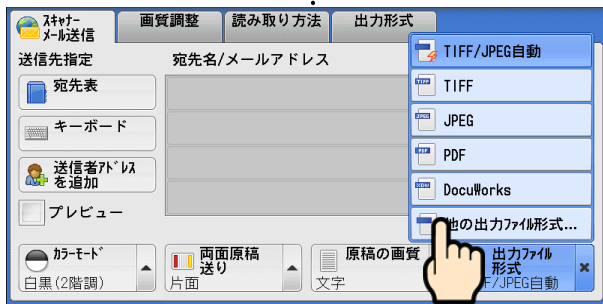 スキャナー
メール送信
画質調整
読み取り方法
出力形式
送信先指定
宛先名/メールアドレス
宛先表
キーボード
送信者アドレス
を追加
プレビュー
TIFF/JPEG自動
TIFF
JPEG
PDF
DocuWorks
他の出力ファイル形式...
カラーモード
白黒(2階調)
両面原稿
送り
片面
原稿の画質
文字
出力ファイル
形式
F/JPEG自動